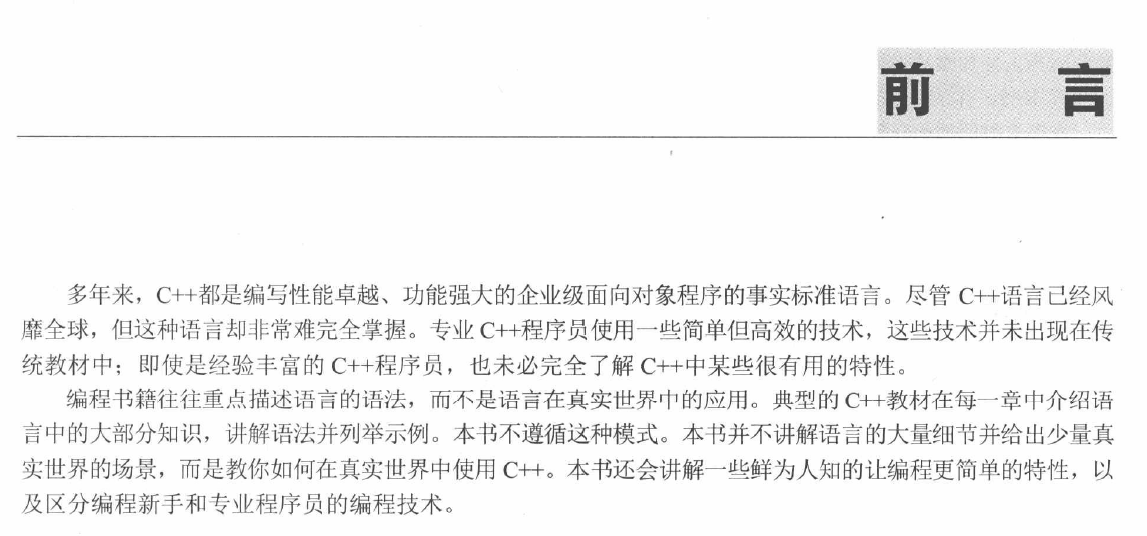 前 言
多年来，C++都是编写性能卓越、功能强大的企业级面向对象程序的事实标准语言。尽管 C++语言已经风
靡全球，但这种语言却非常难完全掌握。专业 C++程序员使用一些简单但高效的技术，这些技术并未出现在传
统教材中；即使是经验丰富的 C++程序员，也未必完全了解 C++中某些很有用的特性。
编程书籍往往重点描述语言的语法，而不是语言在真实世界中的应用。典型的 C++教材在每一章中介绍语
言中的大部分知识，讲解语法并列举示例。本书不遵循这种模式。本书并不讲解语言的大量细节并给出少量真
实世界的场景，而是教你如何在真实世界中使用 C++。本书还会讲解一些鲜为人知的让编程更简单的特性，以
及区分编程新手和专业程序员的编程技术。